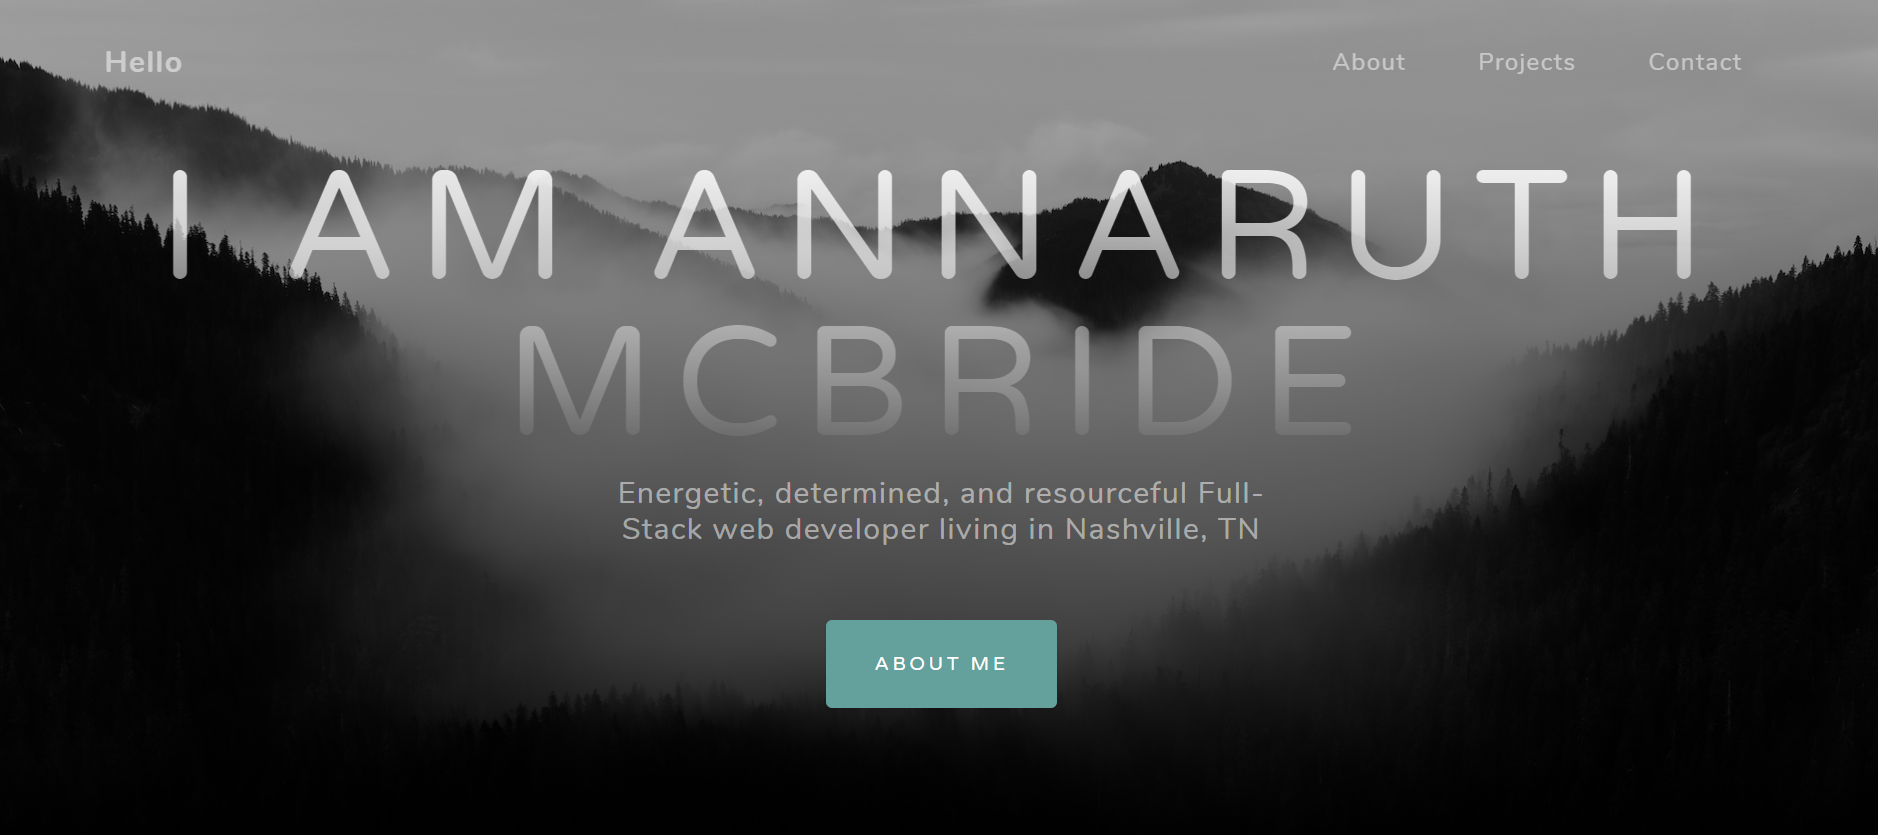 Hello
About Projects Contact
I AM ANNARUTH
MCBRIDE
Energetic, determined, and resourceful Full-
Stack web developer living in Nashville, TN
ABOUT ME